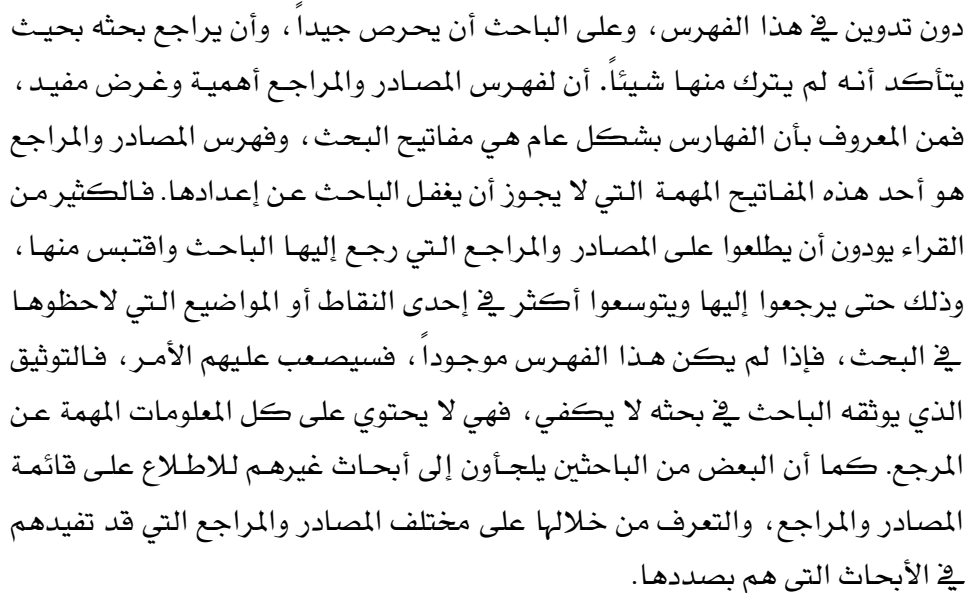 دون تدوين في هذا الفهرس، وعلى الباحث أن يحرص جيداً، وأن يراجع بحثه بحيث
يتأكد أنه لم يترك منها شيئاً. أن لفهرس المصادر والمراجع أهمية وغرض مفيد،
فمن المعروف بأن الفهارس بشكل عام هي مفاتيح البحث، وفهرس المصادر والمراجع
هو أحد هذه المفاتيح المهمة التي لا يجوز أن يغفل الباحث عن إعدادها. فالكثير من
القراء يودون أن يطلعوا على المصادر والمراجع التي رجع إليها الباحث واقتبس منها،
وذلك حتى يرجعوا إليها ويتوسعوا أكثر في إحدى النقاط أو المواضيع التي لاحظوها
في البحث، فإذا لم يكن هذا الفهرس موجوداً، فسيصعب عليهم الأمر، فالتوثيق
الذي يوثقه الباحث في بحثه لا يكفي، فهي لا يحتوي على كل المعلومات المهمة عن
المرجع. كما أن البعض من الباحثين يلجأون إلى أبحاث غيرهم للاطلاع على قائمة
المصادر والمراجع، والتعرف من خلالها على مختلف المصادر والمراجع التي قد تفيدهم
في الأبحاث التي هم بصددها.